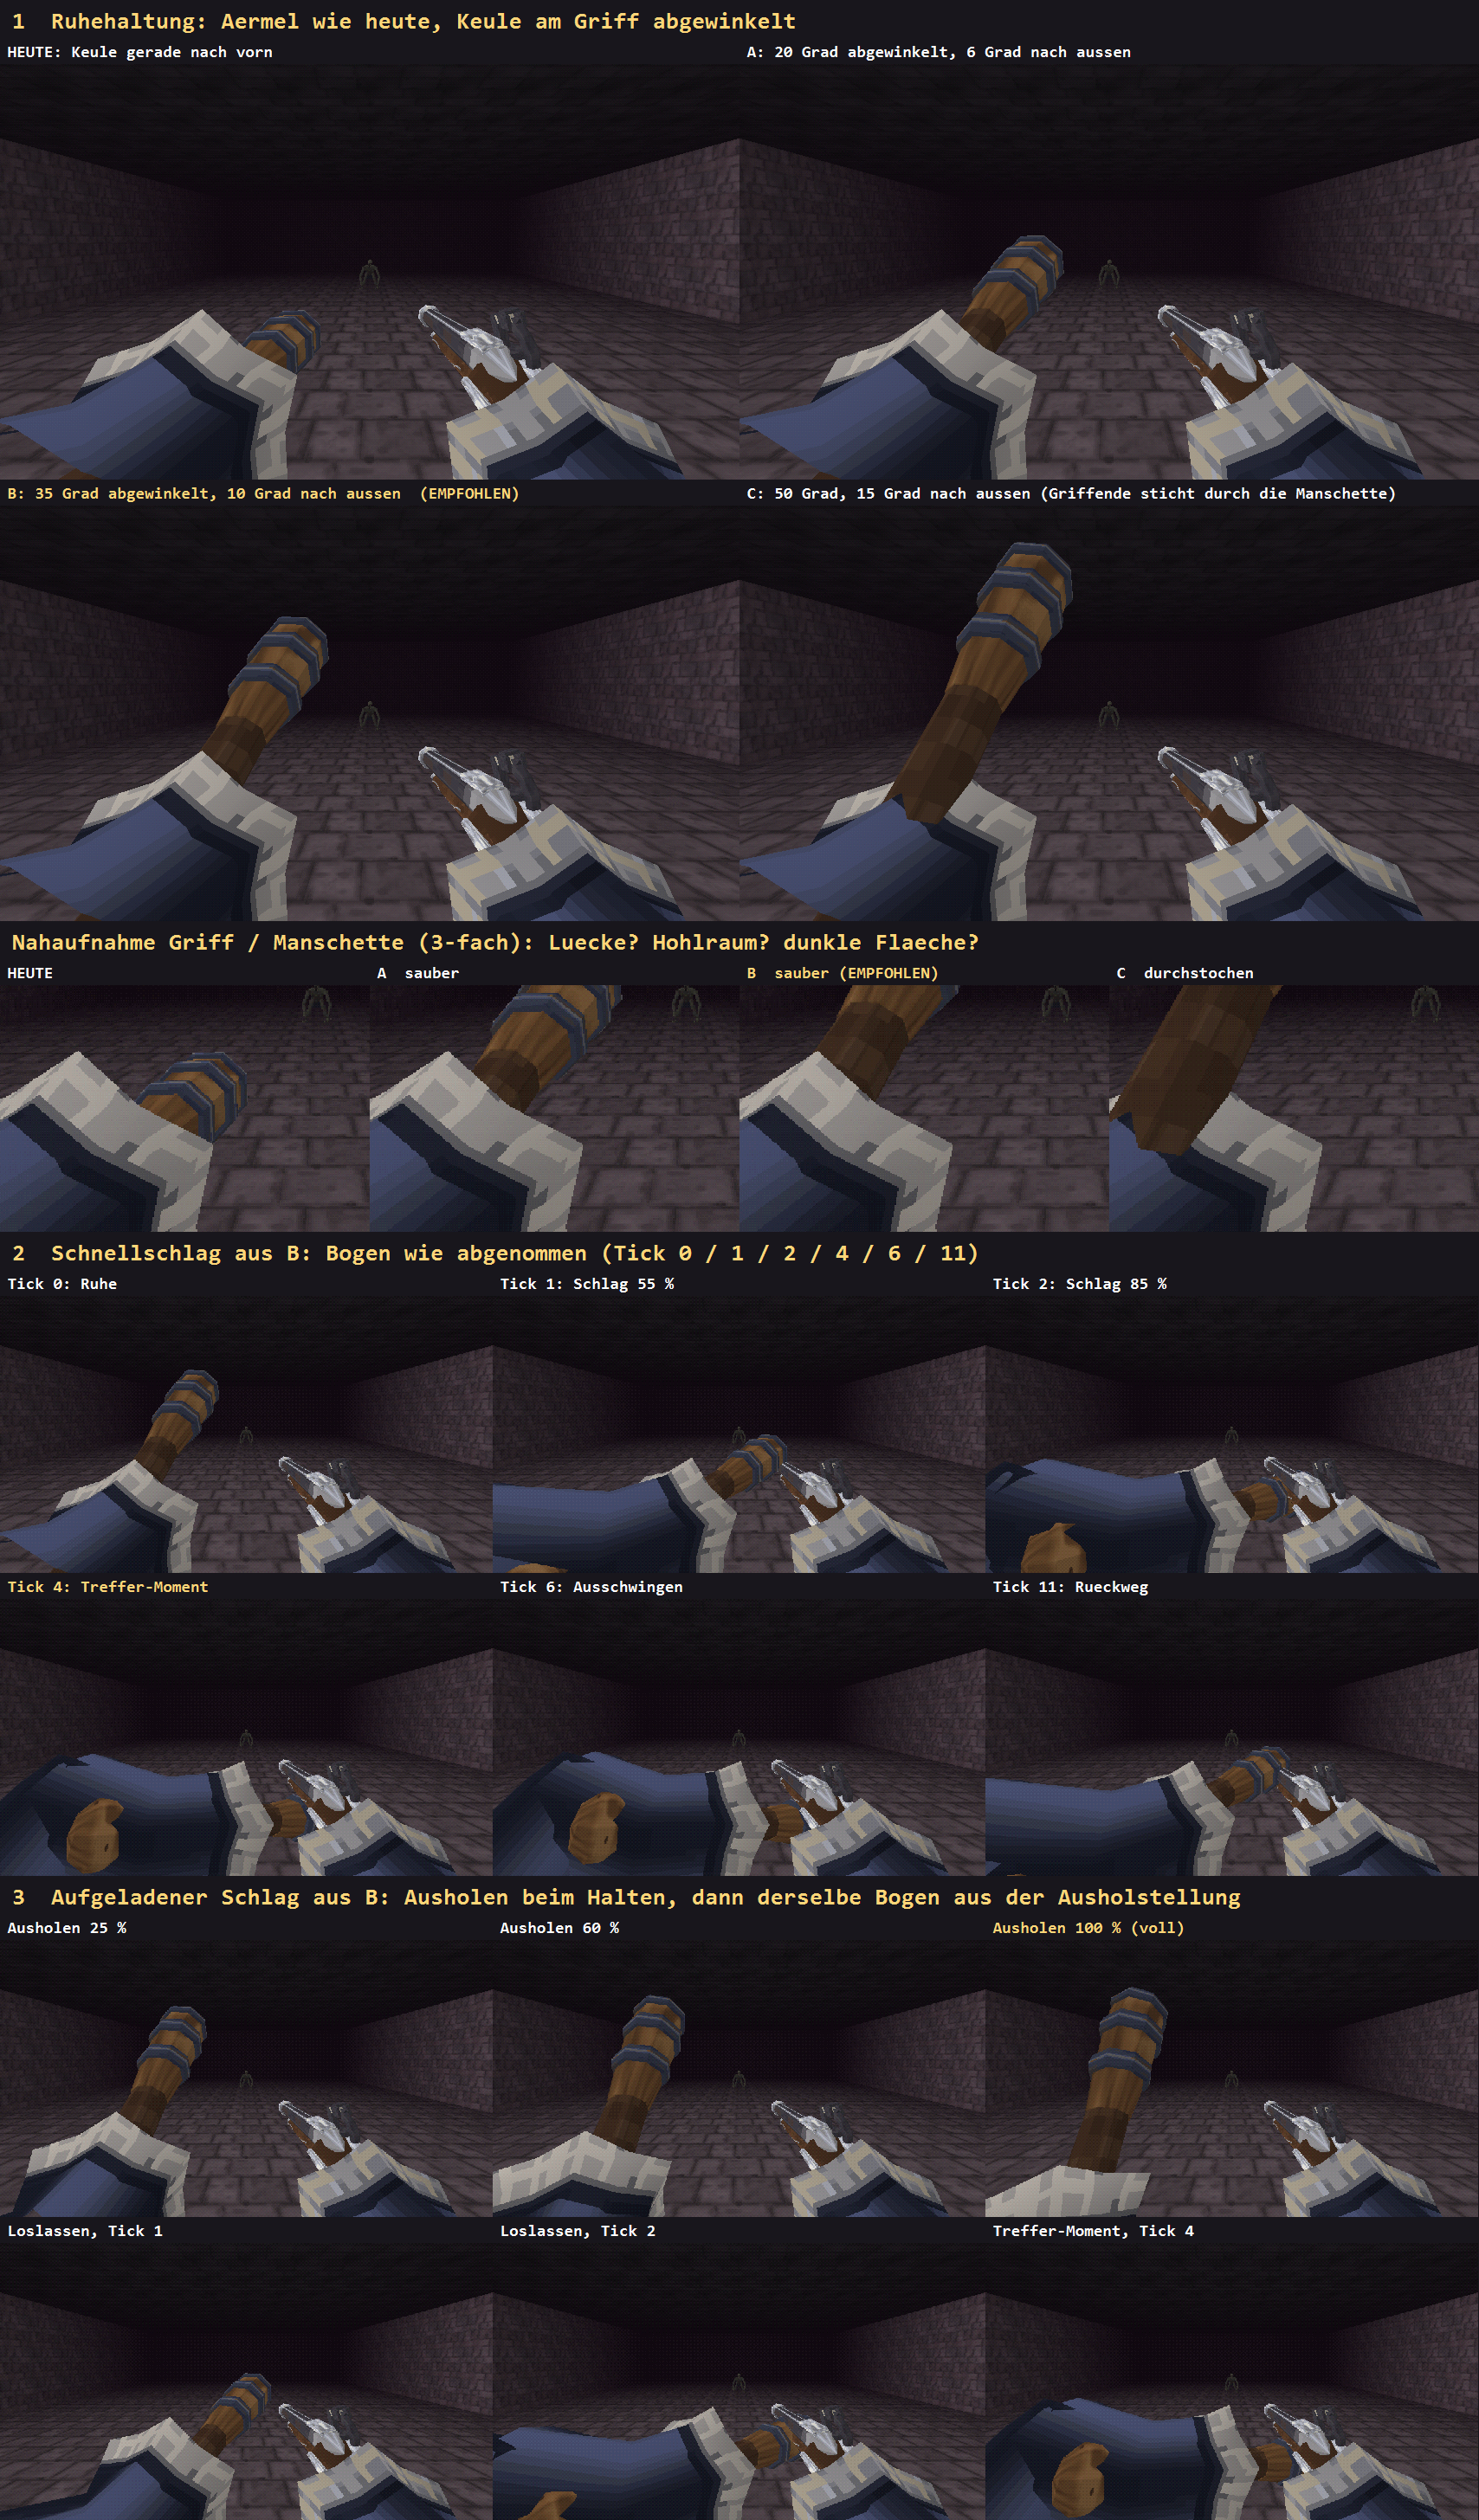 1  Ruhehaltung: Aermel wie heute, Keule am Griff abgewinkelt
HEUTE: Keule gerade nach vorn
A: 20 Grad abgewinkelt, 6 Grad nach aussen
B: 35 Grad abgewinkelt, 10 Grad nach aussen  (EMPFOHLEN)
C: 50 Grad, 15 Grad nach aussen (Griffende sticht durch die Manschette)
Nahaufnahme Griff / Manschette (3-fach): Luecke? Hohlraum? dunkle Flaeche?
HEUTE
A  sauber
B  sauber (EMPFOHLEN)
C  durchstochen
2  Schnellschlag aus B: Bogen wie abgenommen (Tick 0 / 1 / 2 / 4 / 6 / 11)
Tick 0: Ruhe
Tick 1: Schlag 55 %
Tick 2: Schlag 85 %
Tick 4: Treffer-Moment
Tick 6: Ausschwingen
Tick 11: Rueckweg
3  Aufgeladener Schlag aus B: Ausholen beim Halten, dann derselbe Bogen aus der Ausholstellung
Ausholen 25 %
Ausholen 60 %
Ausholen 100 % (voll)
Loslassen, Tick 1
Loslassen, Tick 2
Treffer-Moment, Tick 4